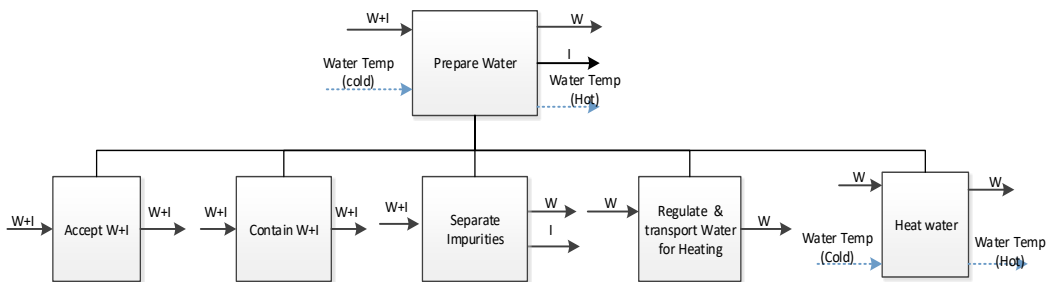 W+I
W
Prepare Water
I
Water Temp
(cold)
Water Temp
(Hot)
W+I
Accept W+I
W+I
W+I
Contain W+I
W+I
W+I
Separate
Impurities
W
I
W
Regulate &
transport Water
for Heating
W
W
Heat water
W
Water Temp
(Cold)
Water Temp
(Hot)